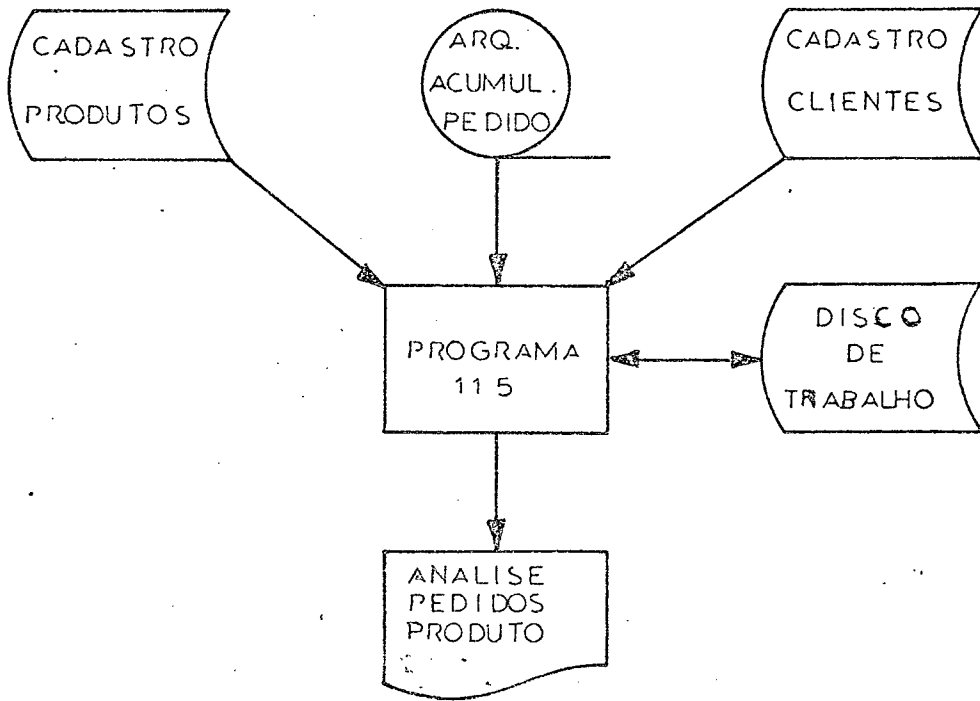 CADASTRO
PRODUTOS
ARQ.
ACUMUL.
PEDIDO
CADASTRO
CLIENTES
PROGRAMA
115
DISCO
DE
TRABALHO
ANALISE
PEDIDOS
PRODUTO